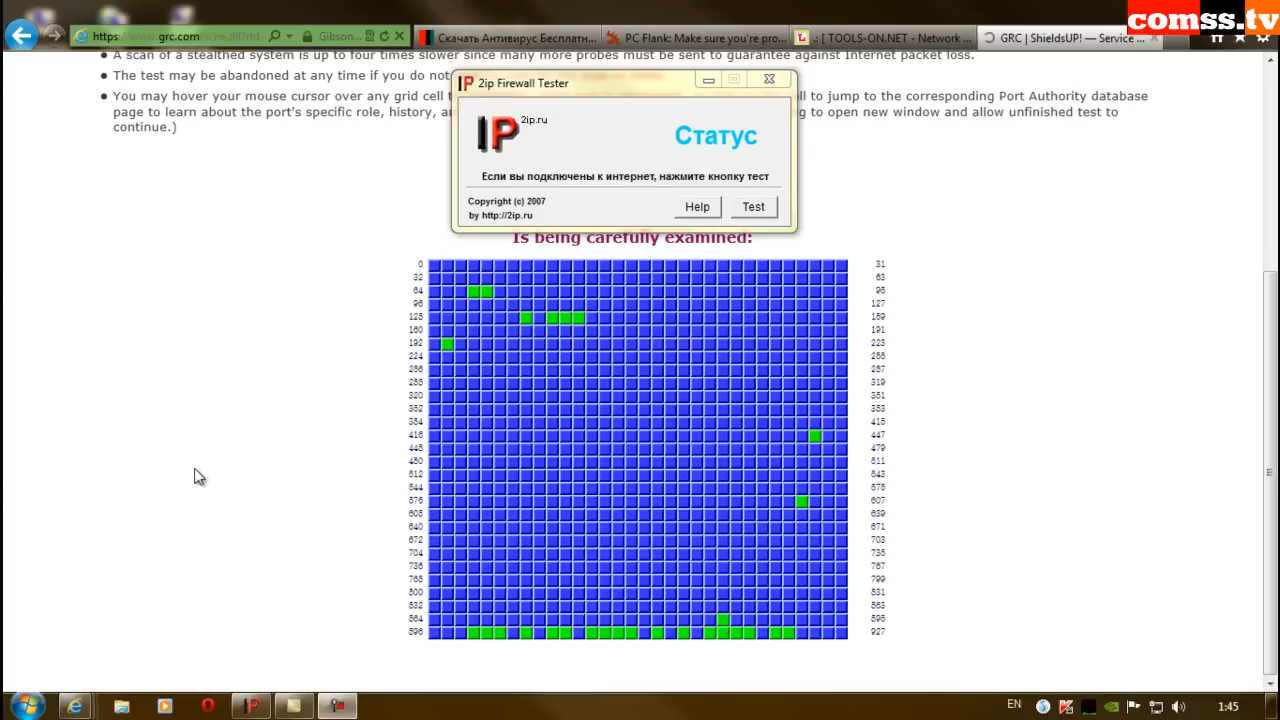 comss.tv
https://www.grc.com/x/ne.dll?rh1
Gibson...
Скачать Антивирус Бесплатн...
PC Flank: Make sure you're pro...
.: [ TOOLS-ON.NET - Network ...
GRC | ShieldsUP! — Service ...
A scan of a stealthed system is up to four times slower since many more probes must be sent to guarantee against Internet packet loss.
The test may be abandoned at any time if you do not
You may hover your mouse cursor over any grid cell t
ll to jump to the corresponding Port Authority database
page to learn about the port's specific role, history, a
g to open new window and allow unfinished test to
continue.)
2ip Firewall Tester
IP 2ip.ru
Статус
Если вы подключены к интернет, нажмите кнопку тест
Copyright (c) 2007
by http://2ip.ru
Help
Test
Is being carefully examined:
0 31
32 63
64 95
96 127
128 159
160 191
192 223
224 255
256 287
288 319
320 351
352 383
384 415
416 447
448 479
480 511
512 543
544 575
576 607
608 639
640 671
672 703
704 735
736 767
768 799
800 831
832 863
864 895
896 927
EN
1:45